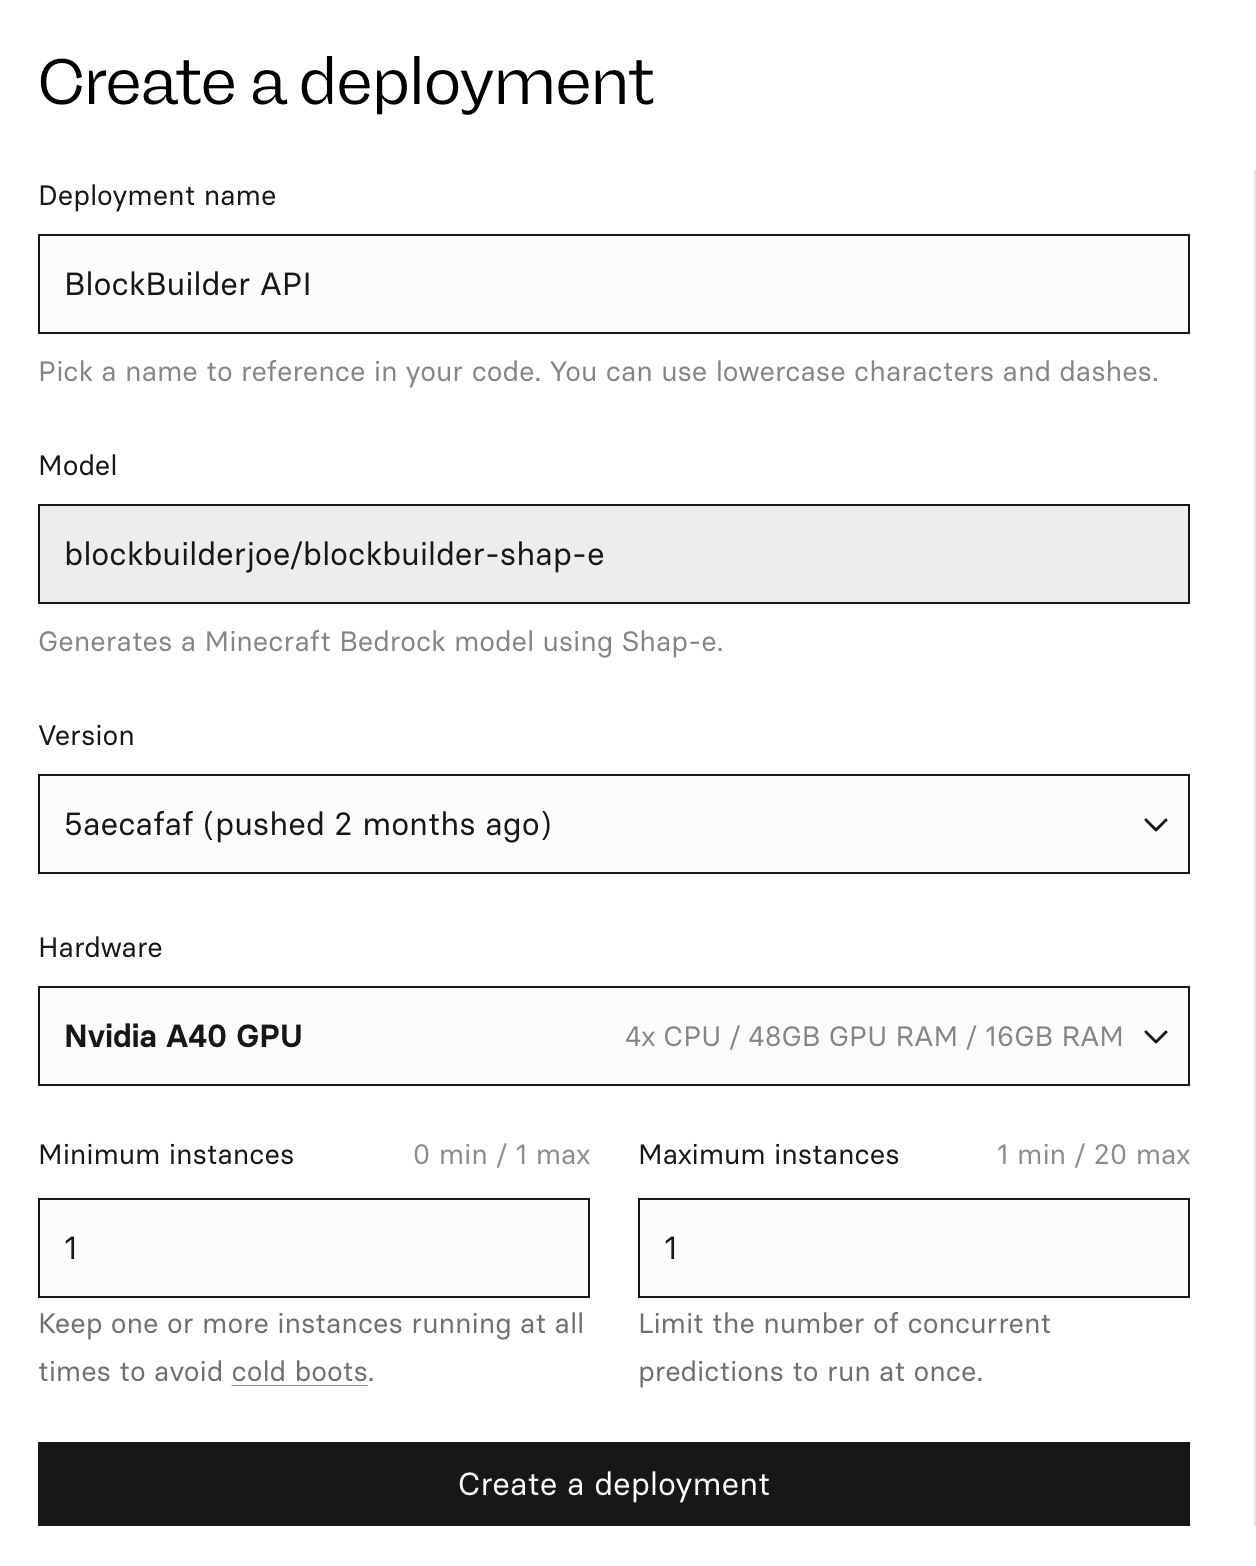 Create a deployment
Deployment name
BlockBuilder API
Pick a name to reference in your code. You can use lowercase characters and dashes.
Model
blockbuilderjoe/blockbuilder-shap-e
Generates a Minecraft Bedrock model using Shap-e.
Version
5aecafaf (pushed 2 months ago)
Hardware
Nvidia A40 GPU 4x CPU / 48GB GPU RAM / 16GB RAM
Minimum instances 0 min / 1 max
1
Keep one or more instances running at all
times to avoid cold boots.
Maximum instances 1 min / 20 max
1
Limit the number of concurrent
predictions to run at once.
Create a deployment